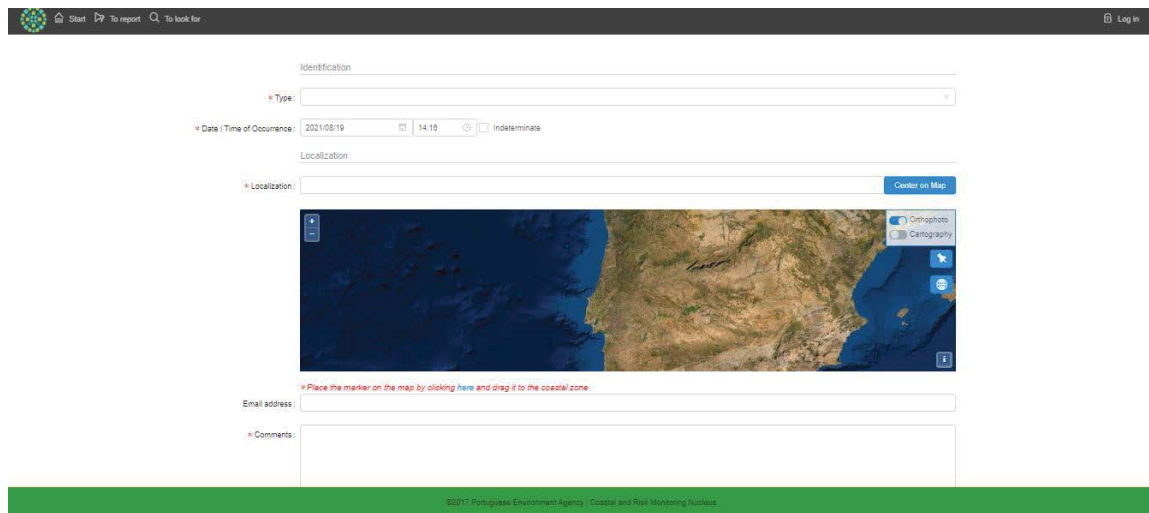 Start To report To look for Log in
Identification
* Type :
* Date | Time of Occurrence : 2021/08/19 14:16 Indeterminate
Localization
* Localization : Center on Map
+
-
Orthophoto
Cartography
i
* Place the marker on the map by clicking here and drag it to the coastal zone
Email address :
* Comments :
©2017 Portuguese Environment Agency | Coastal and Risk Monitoring Nucleus